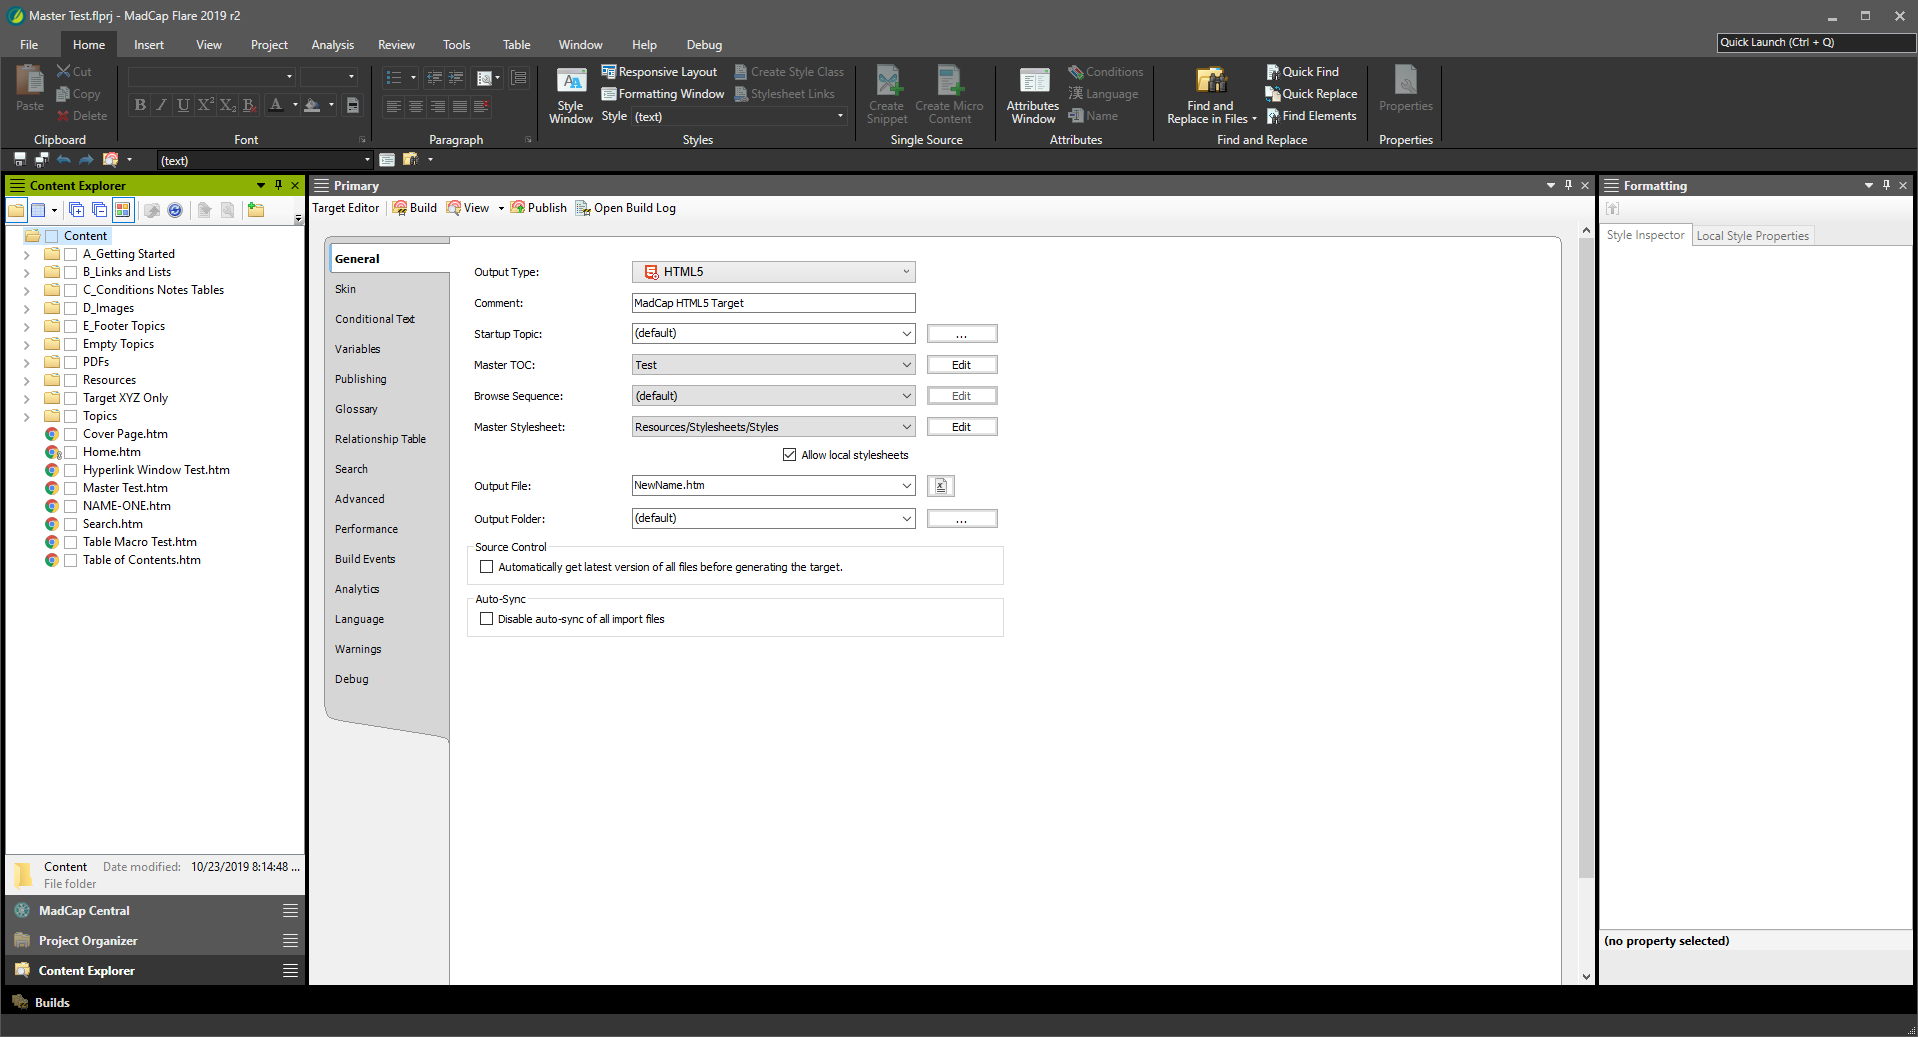 Master Test.flprj - MadCap Flare 2019 r2
File Home Insert View Project Analysis Review Tools Table Window Help Debug
Quick Launch (Ctrl + Q)
Paste
Cut
Copy
Delete
Clipboard
B I U X² X₂ B A
Font
Paragraph
Style Window
Responsive Layout
Formatting Window
Style (text)
Create Style Class
Stylesheet Links
Styles
Create Snippet
Create Micro Content
Single Source
Attributes Window
Conditions
漢 Language
Name
Attributes
Find and Replace in Files
Quick Find
Quick Replace
Find Elements
Find and Replace
Properties
Properties
(text)
Content Explorer
Content
A_Getting Started
B_Links and Lists
C_Conditions Notes Tables
D_Images
E_Footer Topics
Empty Topics
PDFs
Resources
Target XYZ Only
Topics
Cover Page.htm
Home.htm
Hyperlink Window Test.htm
Master Test.htm
NAME-ONE.htm
Search.htm
Table Macro Test.htm
Table of Contents.htm
Content Date modified: 10/23/2019 8:14:48 ...
File folder
MadCap Central
Project Organizer
Content Explorer
Builds
Primary
Target Editor Build View Publish Open Build Log
General
Skin
Conditional Text
Variables
Publishing
Glossary
Relationship Table
Search
Advanced
Performance
Build Events
Analytics
Language
Warnings
Debug
Output Type: HTML5
Comment: MadCap HTML5 Target
Startup Topic: (default) ...
Master TOC: Test Edit
Browse Sequence: (default) Edit
Master Stylesheet: Resources/Stylesheets/Styles Edit
Allow local stylesheets
Output File: NewName.htm
Output Folder: (default) ...
Source Control
Automatically get latest version of all files before generating the target.
Auto-Sync
Disable auto-sync of all import files
Formatting
Style Inspector Local Style Properties
(no property selected)